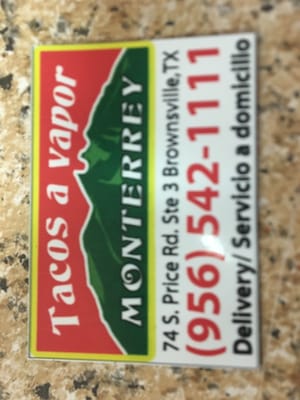 Tacos a Vapor
MONTERREY
74 S. Price Rd. Ste 3 Brownsville, TX
(956) 542-1111
Delivery/ Servicio a domicilio